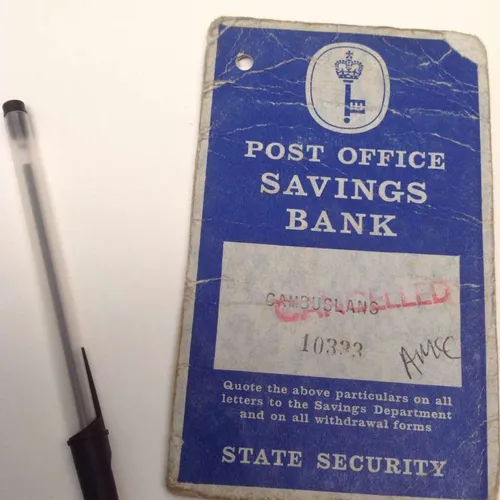 POST OFFICE
SAVINGS
BANK
CAMBUSLANG
CANCELLED
10333
AMCC
Quote the above particulars on all
letters to the Savings Department
and on all withdrawal forms
STATE SECURITY